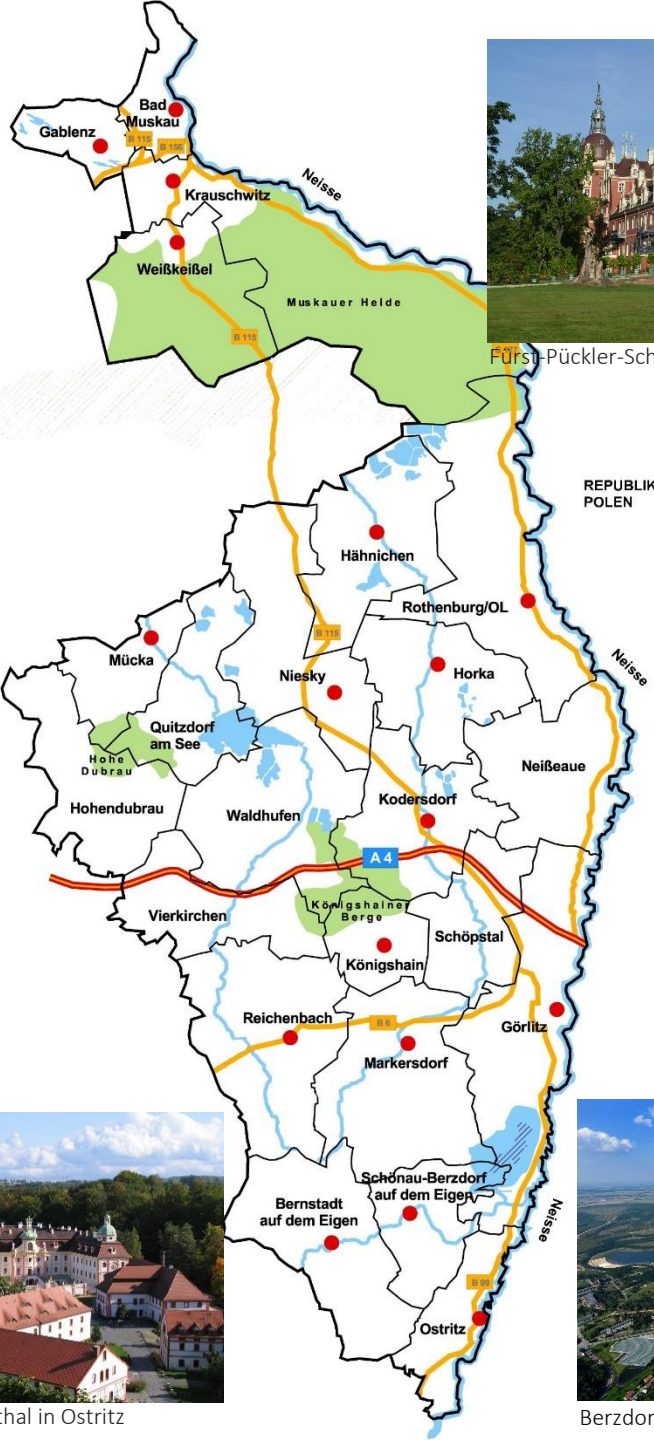 Bad
Muskau
Gablenz
B 115
B 156
Krauschwitz
Neisse
Weißkeißel
Muskauer Heide
B 115
Fürst-Pückler-Sch
REPUBLIK
POLEN
Hähnichen
Rothenburg/OL
B 115
Mücka
Niesky
Horka
Neisse
Quitzdorf
am See
Hohe
Dubrau
Neißeaue
Hohendubrau
Waldhufen
Kodersdorf
A 4
Vierkirchen
Königshainer
Berge
Schöpstal
Königshain
Reichenbach
B 6
Görlitz
Markersdorf
Schönau-Berzdorf
auf dem Eigen
Bernstadt
auf dem Eigen
Neisse
B 99
Ostritz
thal in Ostritz
Berzdor